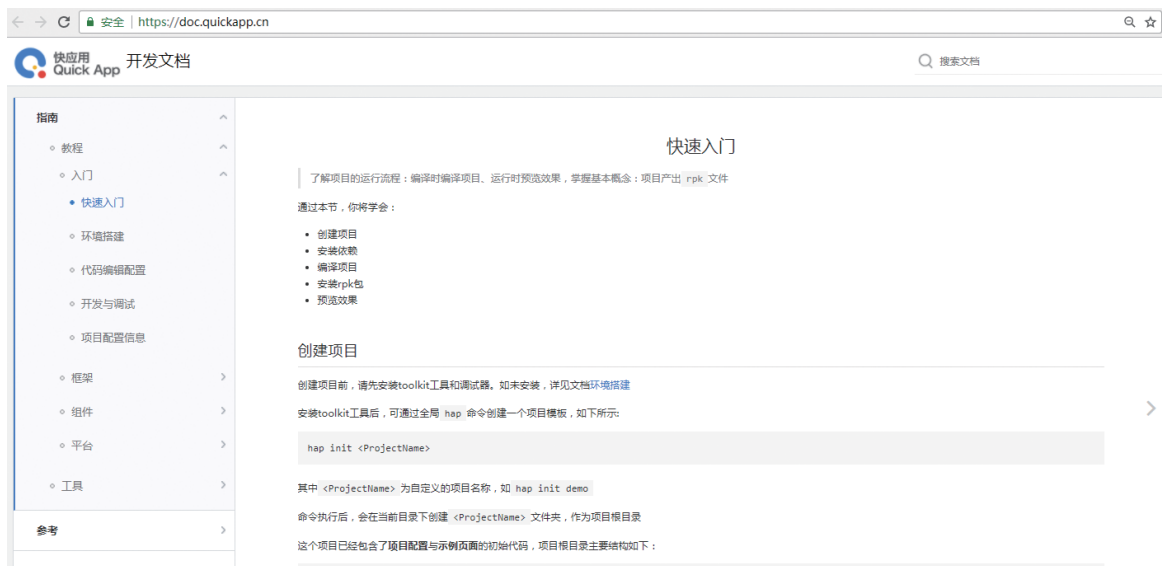 安全 | https://doc.quickapp.cn
快应用
Quick App
开发文档
搜索文档
指南
教程
入门
快速入门
环境搭建
代码编辑配置
开发与调试
项目配置信息
框架
组件
平台
工具
参考
快速入门
了解项目的运行流程：编译时编译项目、运行时预览效果，掌握基本概念：项目产出 rpk 文件
通过本节，你将学会：
创建项目
安装依赖
编译项目
安装rpk包
预览效果
创建项目
创建项目前，请先安装toolkit工具和调试器。如未安装，详见文档环境搭建
安装toolkit工具后，可通过全局 hap 命令创建一个项目模板，如下所示:
hap init <ProjectName>
其中 <ProjectName> 为自定义的项目名称，如 hap init demo
命令执行后，会在当前目录下创建 <ProjectName> 文件夹，作为项目根目录
这个项目已经包含了项目配置与示例页面的初始代码，项目根目录主要结构如下：